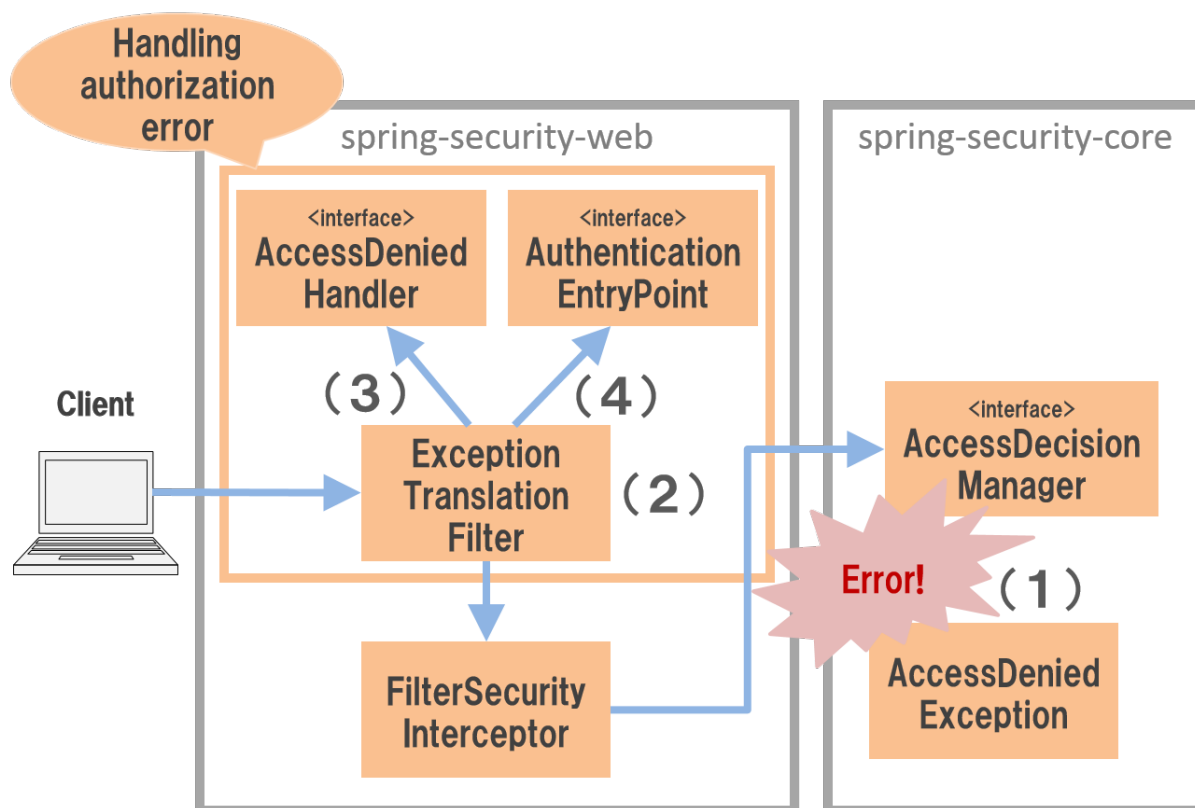 Handling
authorization
error
spring-security-web
spring-security-core
<interface>
AccessDenied
Handler
<interface>
Authentication
EntryPoint
（3）
（4）
Client
Exception
Translation
Filter
（2）
<interface>
AccessDecision
Manager
Error!
（1）
FilterSecurity
Interceptor
AccessDenied
Exception